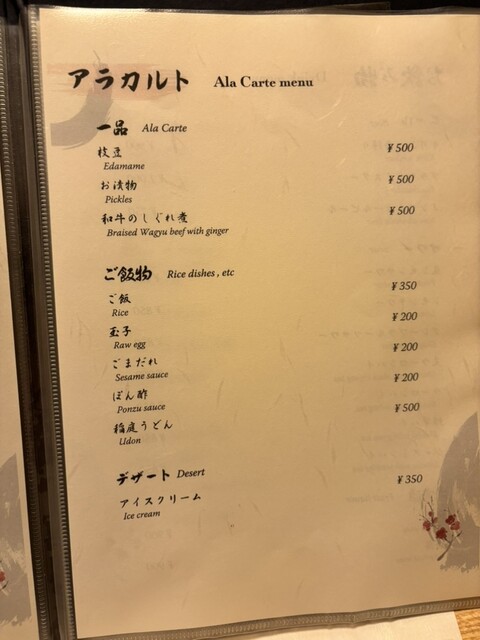 アラカルト Ala Carte menu
一品 Ala Carte
枝豆 ¥500
Edamame
お漬物 ¥500
Pickles
和牛のしぐれ煮 ¥500
Braised Wagyu beef with ginger
ご飯物 Rice dishes , etc
ご飯 ¥350
Rice
玉子 ¥200
Raw egg
ごまだれ ¥200
Sesame sauce
ぽん酢 ¥200
Ponzu sauce
稲庭うどん ¥500
Udon
デザート Desert
アイスクリーム ¥350
Ice cream